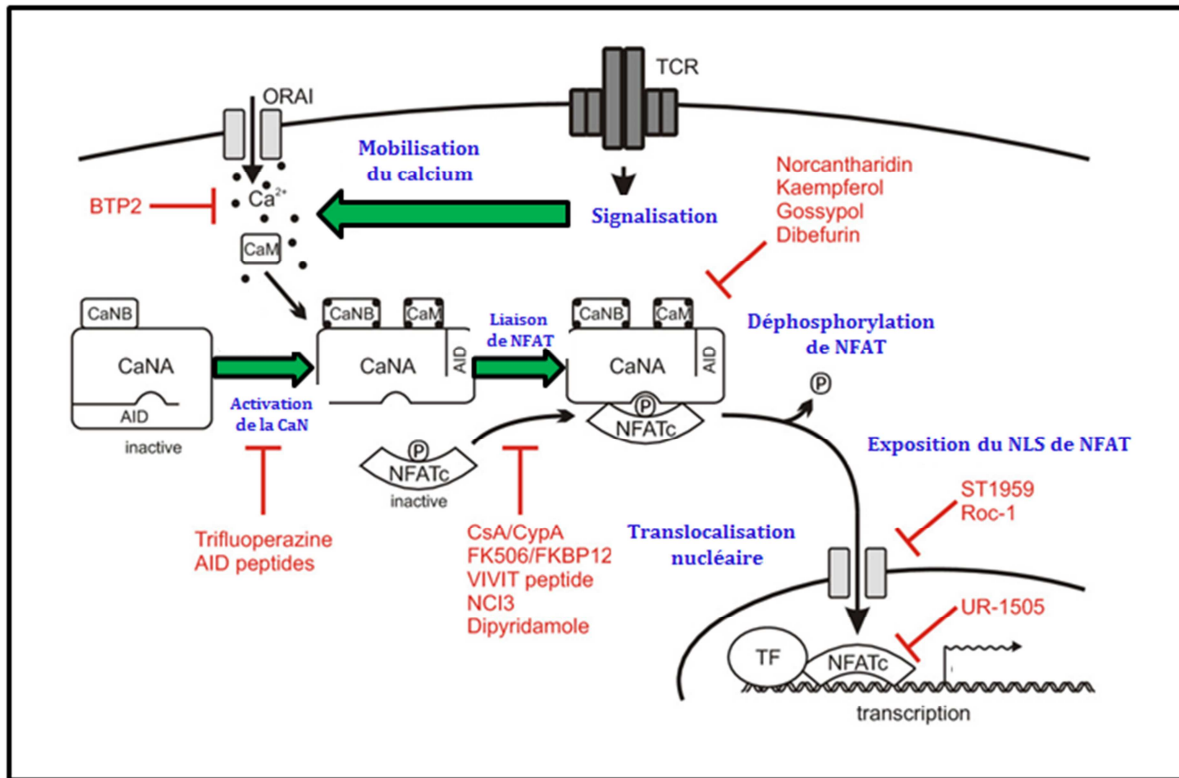 ORAI
TCR
Mobilisation
du calcium
Ca²⁺
BTP2
CaM
Signalisation
Norcantharidin
Kaempferol
Gossypol
Dibefurin
CaNB
CaNA
AID
inactive
Activation
de la CaN
CaNB
CaM
CaNA
AID
Liaison
de NFAT
CaNB
CaM
CaNA
AID
P
NFATc
Déphosphorylation
de NFAT
P
P
NFATc
inactive
Exposition du NLS de NFAT
Trifluoperazine
AID peptides
CsA/CypA
FK506/FKBP12
VIVIT peptide
NCI3
Dipyridamole
Translocalisation
nucléaire
ST1959
Roc-1
UR-1505
TF
NFATc
transcription